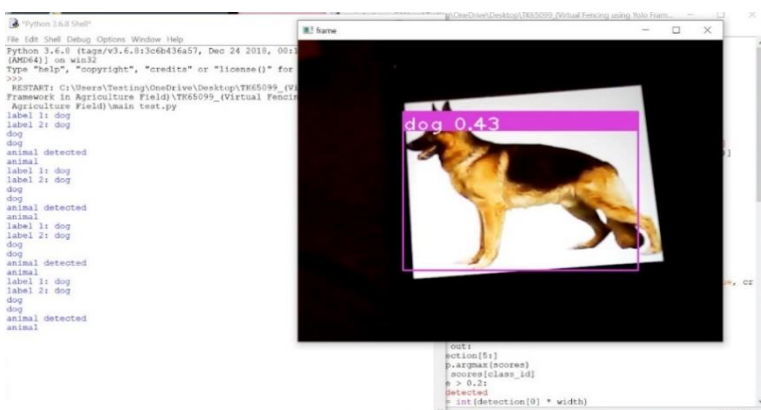 *Python 3.6.8 Shell*
File Edit Shell Debug Options Window Help
Python 3.6.8 (tags/v3.6.8:3c6b436a57, Dec 24 2018, 00:1
(AMD64)] on win32
Type "help", "copyright", "credits" or "license()" for
>>>
RESTART: C:\Users\Testing\OneDrive\Desktop\TK65099_(Vi
Framework in Agriculture Field)\TK65099_(Virtual Fencin
Agriculture Field)\main test.py
label 1: dog
label 2: dog
dog
dog
animal detected
animal
label 1: dog
label 2: dog
dog
dog
animal detected
animal
label 1: dog
label 2: dog
dog
dog
animal detected
animal
label 1: dog
label 2: dog
dog
dog
animal detected
animal
frame
dog 0.43
OneDrive\Desktop\TK65099_(Virtual Fencing using Yolo Fram...
e, cr
out:
ection[5:]
p.argmax(scores)
scores[class_id]
e > 0.2:
detected
= int(detection[0] * width)